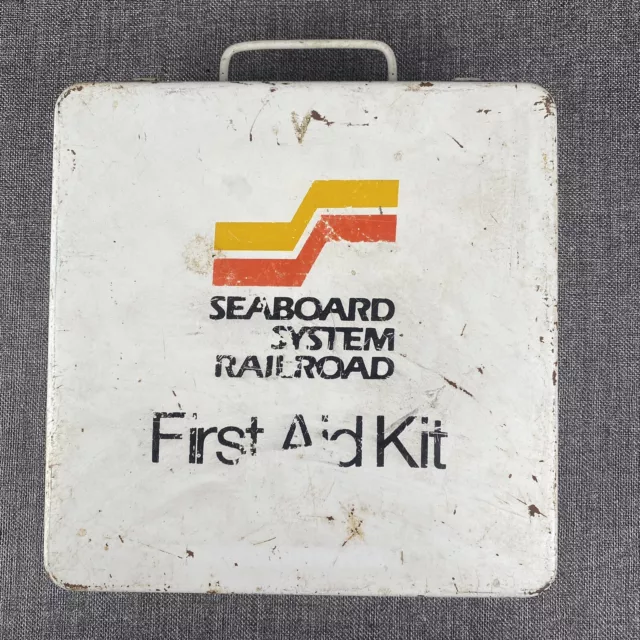 SEABOARD
SYSTEM
RAILROAD
First Aid Kit